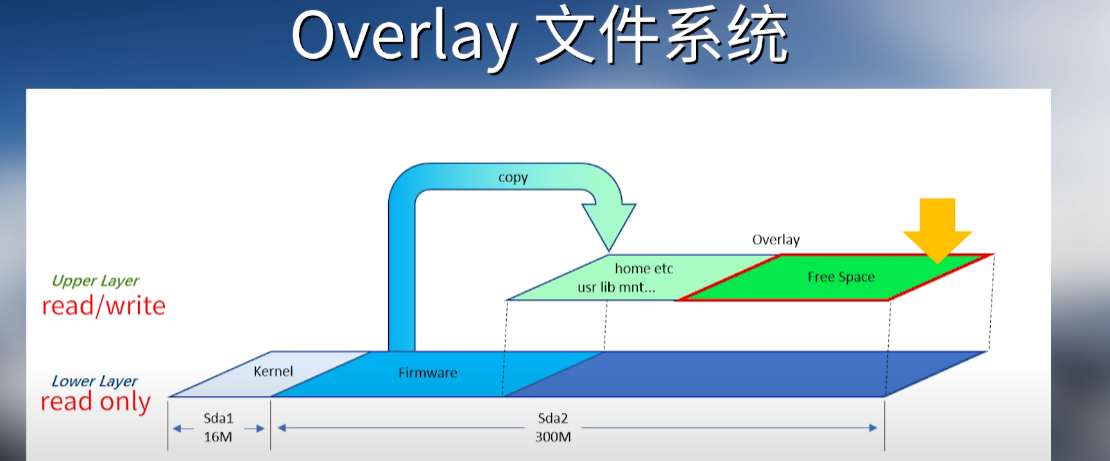 Overlay 文件系统
copy
Overlay
Upper Layer
read/write
home etc
usr lib mnt...
Free Space
Lower Layer
read only
Kernel
Firmware
Sda1
16M
Sda2
300M